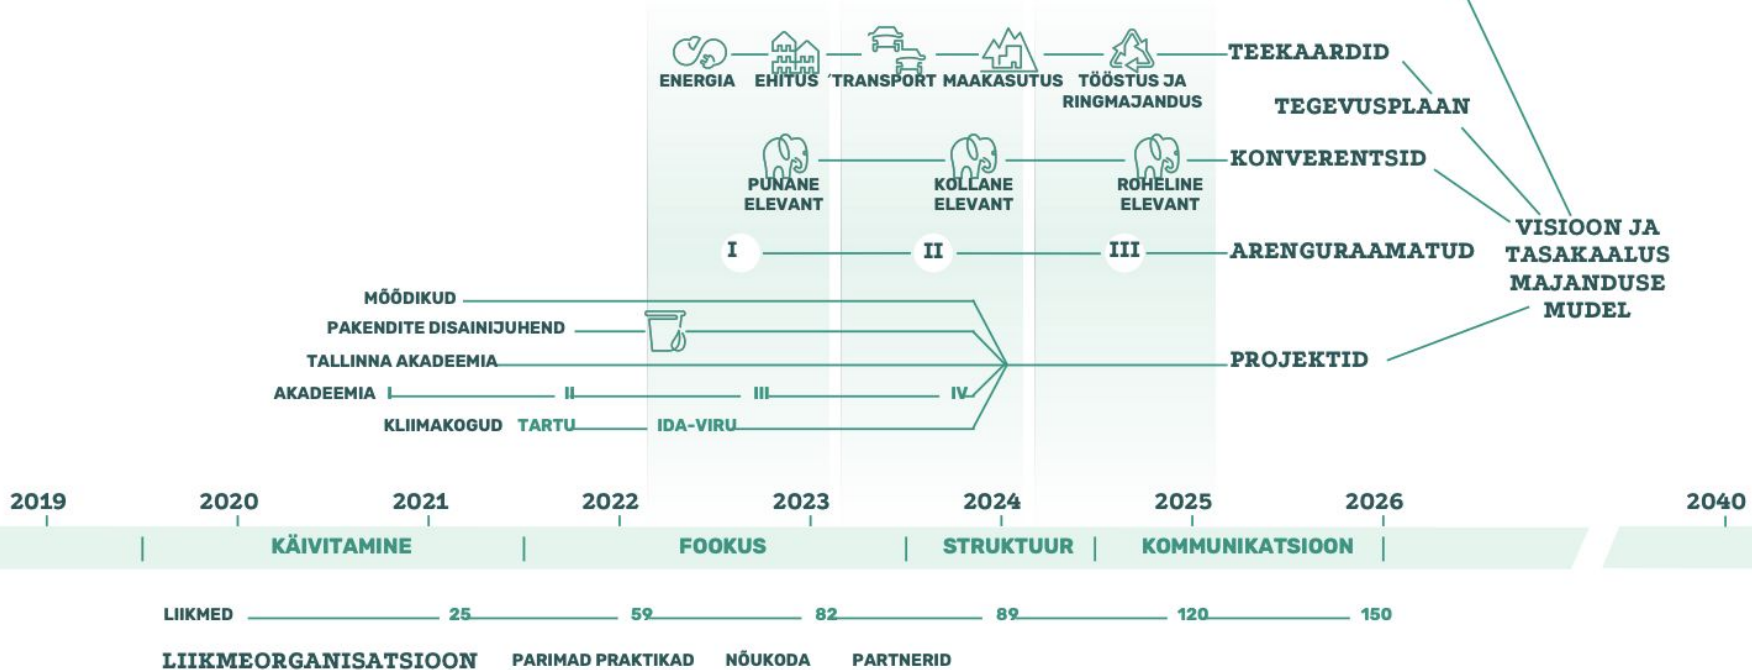 ENERGIA EHITUS TRANSPORT MAAKASUTUS TÖÖSTUS JA
RINGMAJANDUS
TEEKAARDID
TEGEVUSPLAAN
PUNANE
ELEVANT
KOLLANE
ELEVANT
ROHELINE
ELEVANT
KONVERENTSID
VISIOON JA
TASAKAALUS
MAJANDUSE
MUDEL
I II III ARENGURAAMATUD
MÕÕDIKUD
PAKENDITE DISAINIJUHEND
TALLINNA AKADEEMIA
PROJEKTID
AKADEEMIA I II III IV
KLIIMAKOGUD TARTU IDA-VIRU
2019 2020 2021 2022 2023 2024 2025 2026 2040
KÄIVITAMINE | FOOKUS | STRUKTUUR | KOMMUNIKATSIOON
LIIKMED 25 59 82 89 120 150
LIIKMEORGANISATSIOON PARIMAD PRAKTIKAD NÕUKODA PARTNERID